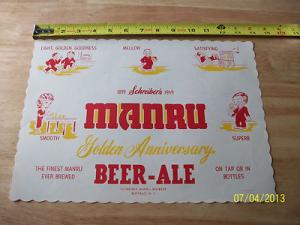 LIGHT, GOLDEN, GOODNESS
MELLOW
SATISFYING
1899 Schreiber's 1949
MANRU
SMOOTH
SUPERB
Golden Anniversary
BEER-ALE
THE FINEST MANRU
EVER BREWED
ON TAP OR IN
BOTTLES
BUFFALO, N. Y.
07/04/2013